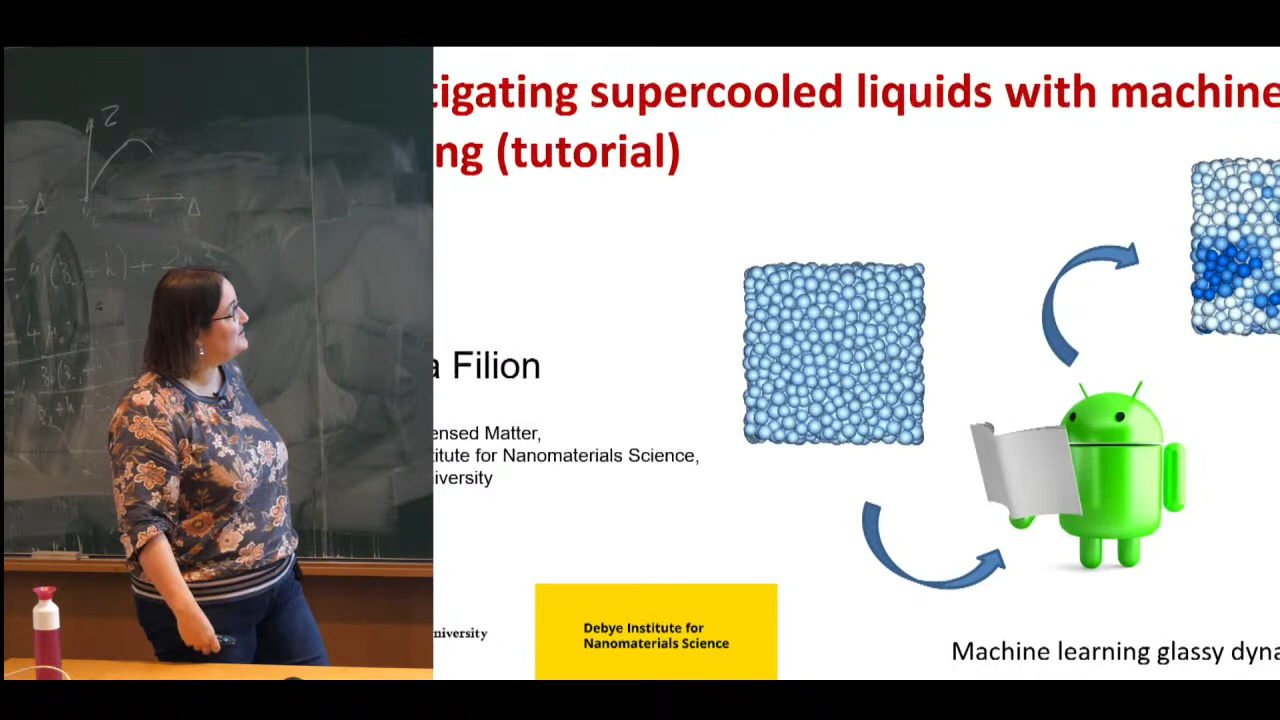 tigating supercooled liquids with machine
ng (tutorial)
a Filion
ensed Matter,
titute for Nanomaterials Science,
iversity
niversity
Debye Institute for
Nanomaterials Science
Machine learning glassy dyna
Z
Δ
Δ